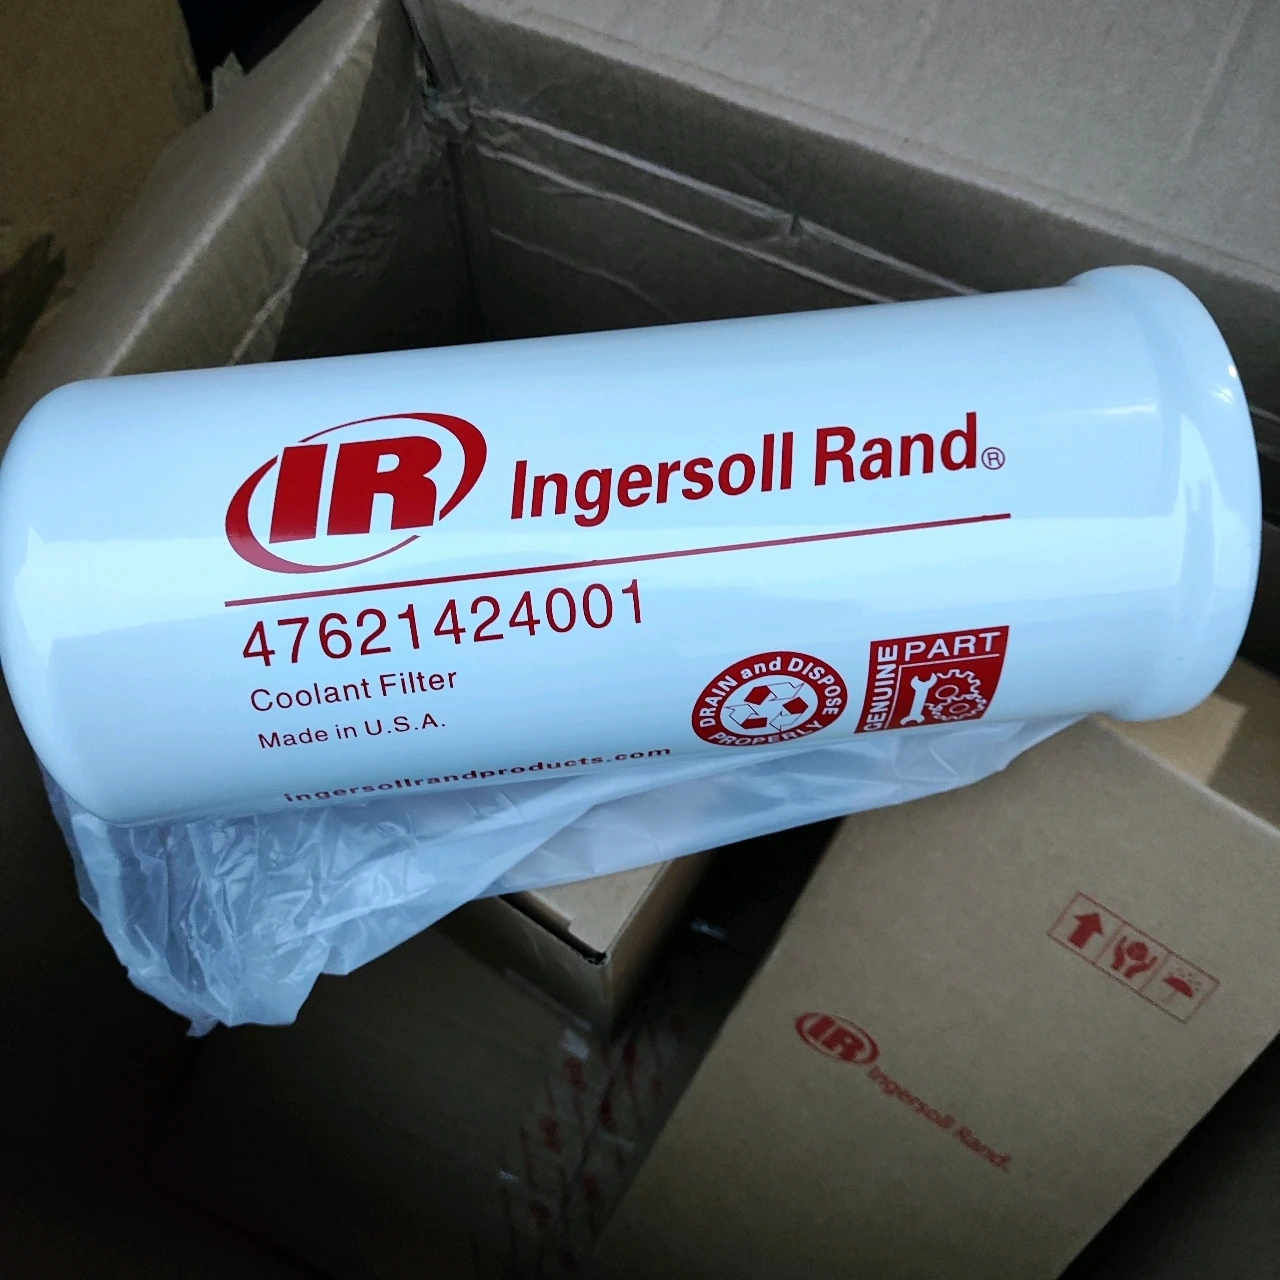 IR Ingersoll Rand®
47621424001
Coolant Filter
Made in U.S.A.
ingersollrandproducts.com
DRAIN and DISPOSE PROPERLY
GENUINE PART
IR Ingersoll Rand